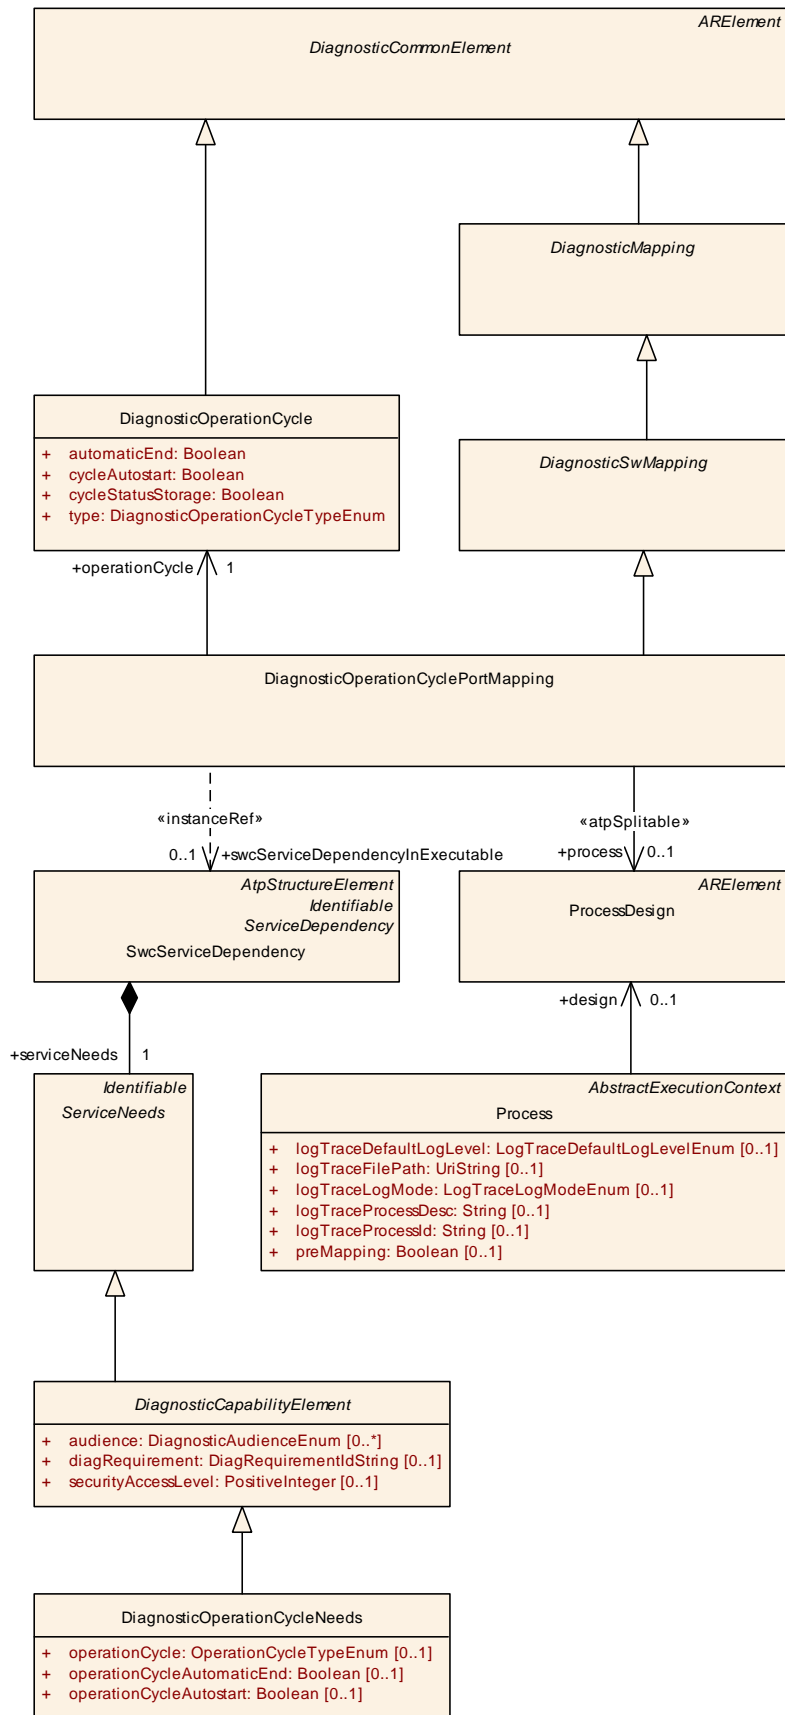 ARElement
DiagnosticCommonElement
DiagnosticMapping
DiagnosticOperationCycle
+ automaticEnd: Boolean
+ cycleAutostart: Boolean
+ cycleStatusStorage: Boolean
+ type: DiagnosticOperationCycleTypeEnum
DiagnosticSwMapping
+operationCycle 1
DiagnosticOperationCyclePortMapping
«instanceRef»
«atpSplitable»
0..1 +swcServiceDependencyInExecutable
+process 0..1
AtpStructureElement
Identifiable
ServiceDependency
SwcServiceDependency
ARElement
ProcessDesign
+design 0..1
+serviceNeeds 1
Identifiable
ServiceNeeds
AbstractExecutionContext
Process
+ logTraceDefaultLogLevel: LogTraceDefaultLogLevelEnum [0..1]
+ logTraceFilePath: UriString [0..1]
+ logTraceLogMode: LogTraceLogModeEnum [0..1]
+ logTraceProcessDesc: String [0..1]
+ logTraceProcessId: String [0..1]
+ preMapping: Boolean [0..1]
DiagnosticCapabilityElement
+ audience: DiagnosticAudienceEnum [0..*]
+ diagRequirement: DiagRequirementIdString [0..1]
+ securityAccessLevel: PositiveInteger [0..1]
DiagnosticOperationCycleNeeds
+ operationCycle: OperationCycleTypeEnum [0..1]
+ operationCycleAutomaticEnd: Boolean [0..1]
+ operationCycleAutostart: Boolean [0..1]